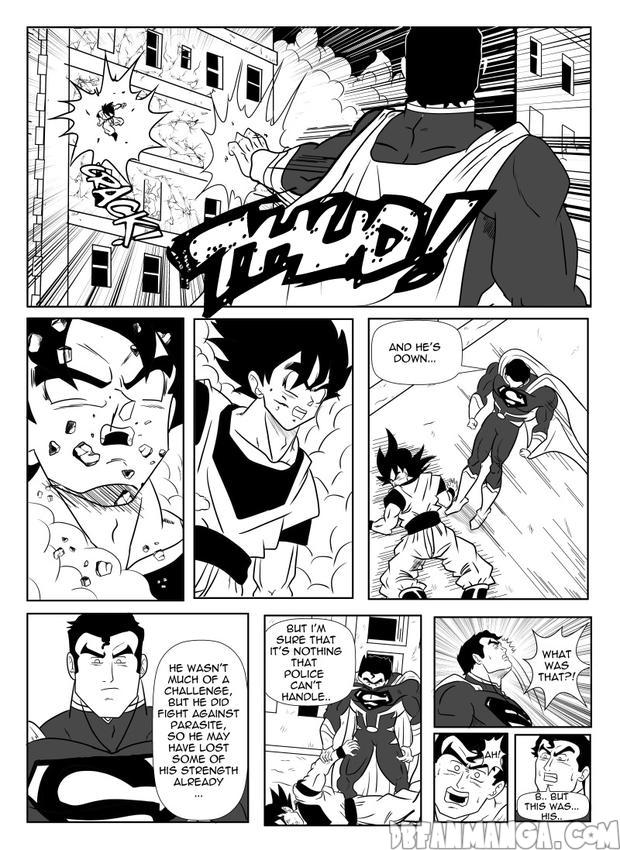 CRACK!
THUD!
AND HE'S
DOWN...
HE WASN'T
MUCH OF A
CHALLENGE,
BUT HE DID
FIGHT AGAINST
PARASITE,
SO HE MAY
HAVE LOST
SOME OF
HIS STRENGTH
ALREADY
...
BUT I'M
SURE THAT
IT'S NOTHING
THAT
POLICE
CAN'T
HANDLE..
WHAT
WAS
THAT?!
AH!
B.. BUT
THIS WAS...
HIS..
DBFANMANGA.COM